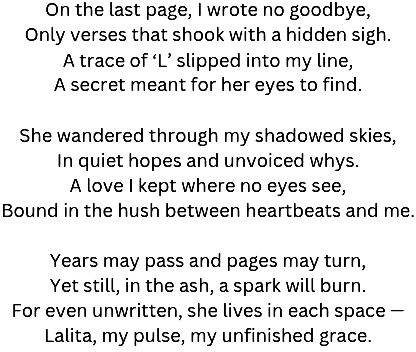 On the last page, I wrote no goodbye,
Only verses that shook with a hidden sigh.
A trace of ‘L’ slipped into my line,
A secret meant for her eyes to find.

She wandered through my shadowed skies,
In quiet hopes and unvoiced whys.
A love I kept where no eyes see,
Bound in the hush between heartbeats and me.

Years may pass and pages may turn,
Yet still, in the ash, a spark will burn.
For even unwritten, she lives in each space —
Lalita, my pulse, my unfinished grace.